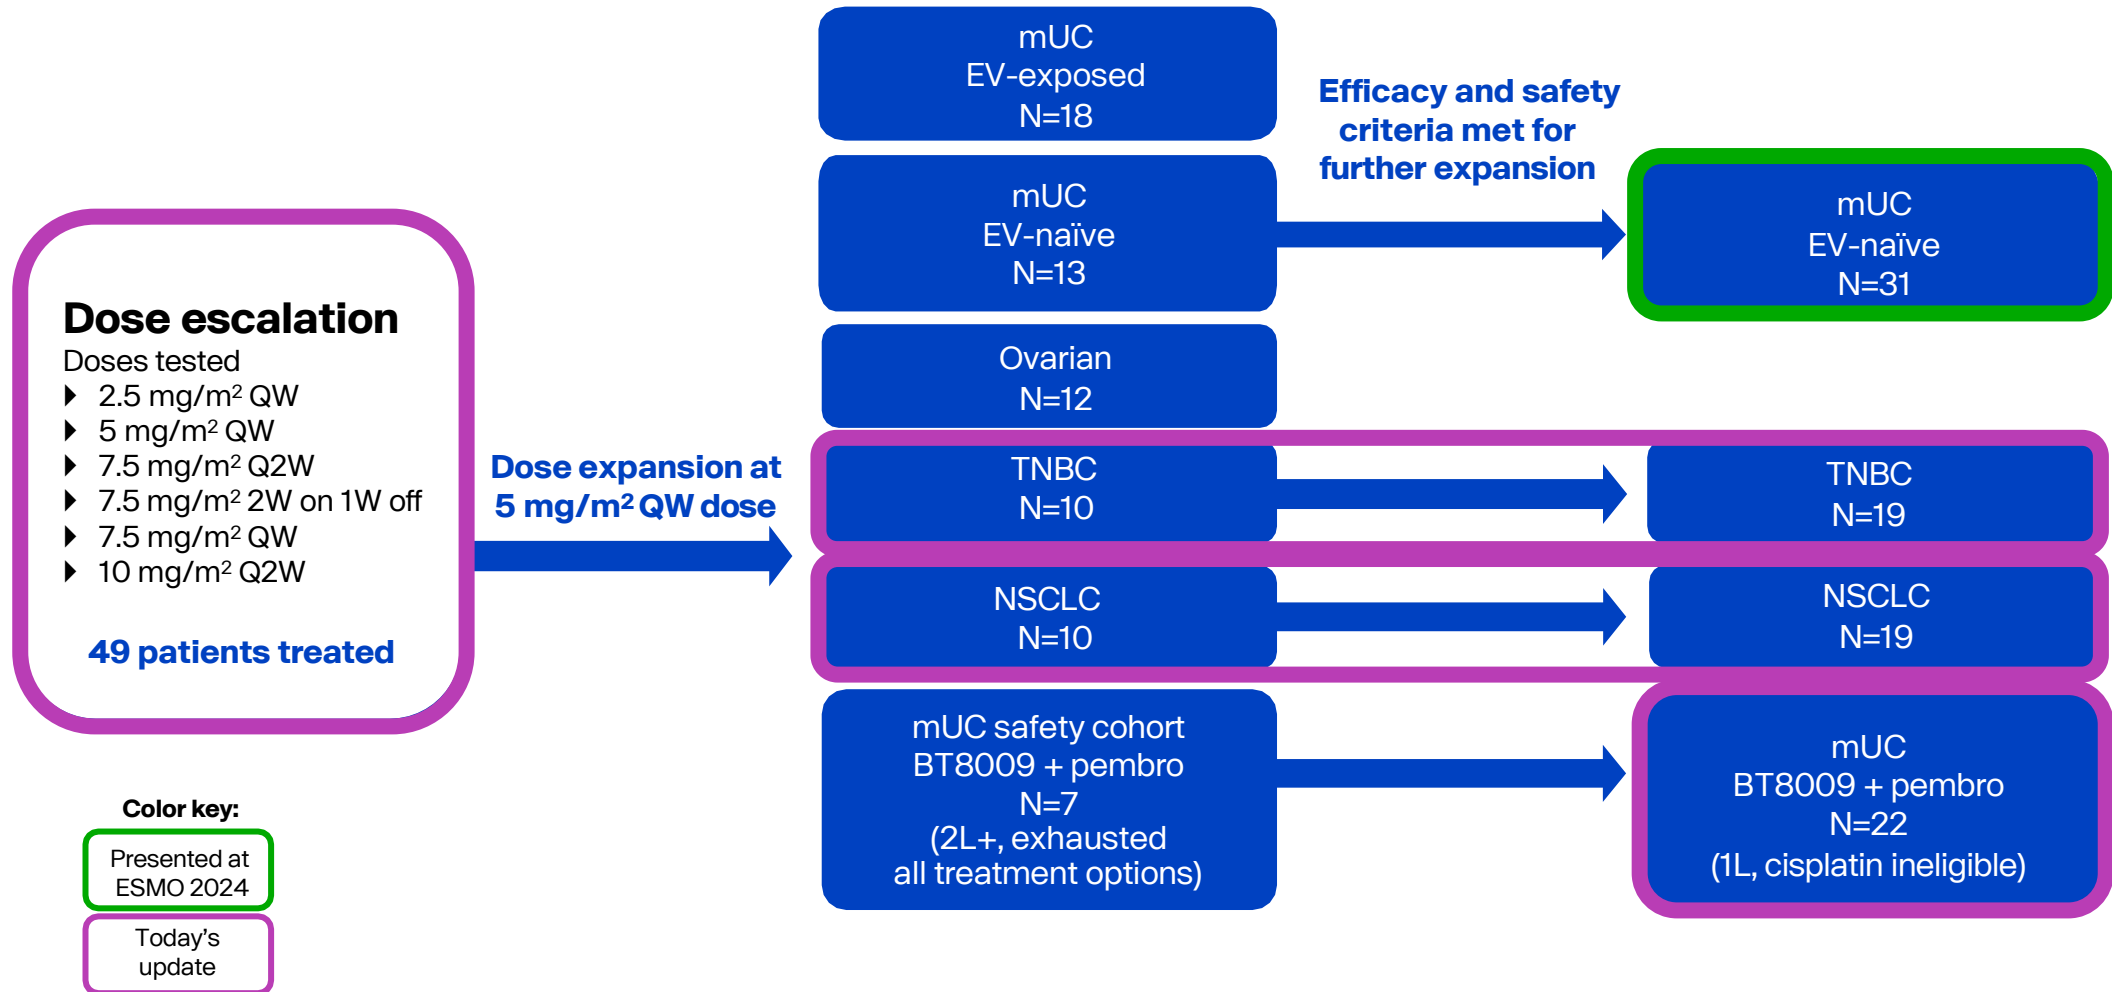 Dose escalation
Doses tested
2.5 mg/m² QW
5 mg/m² QW
7.5 mg/m² Q2W
7.5 mg/m² 2W on 1W off
7.5 mg/m² QW
10 mg/m² Q2W
49 patients treated
Color key:
Presented at
ESMO 2024
Today's
update
Dose expansion at
5 mg/m² QW dose
mUC
EV-exposed
N=18
mUC
EV-naïve
N=13
Ovarian
N=12
TNBC
N=10
NSCLC
N=10
mUC safety cohort
BT8009 + pembro
N=7
(2L+, exhausted
all treatment options)
Efficacy and safety
criteria met for
further expansion
mUC
EV-naïve
N=31
TNBC
N=19
NSCLC
N=19
mUC
BT8009 + pembro
N=22
(1L, cisplatin ineligible)